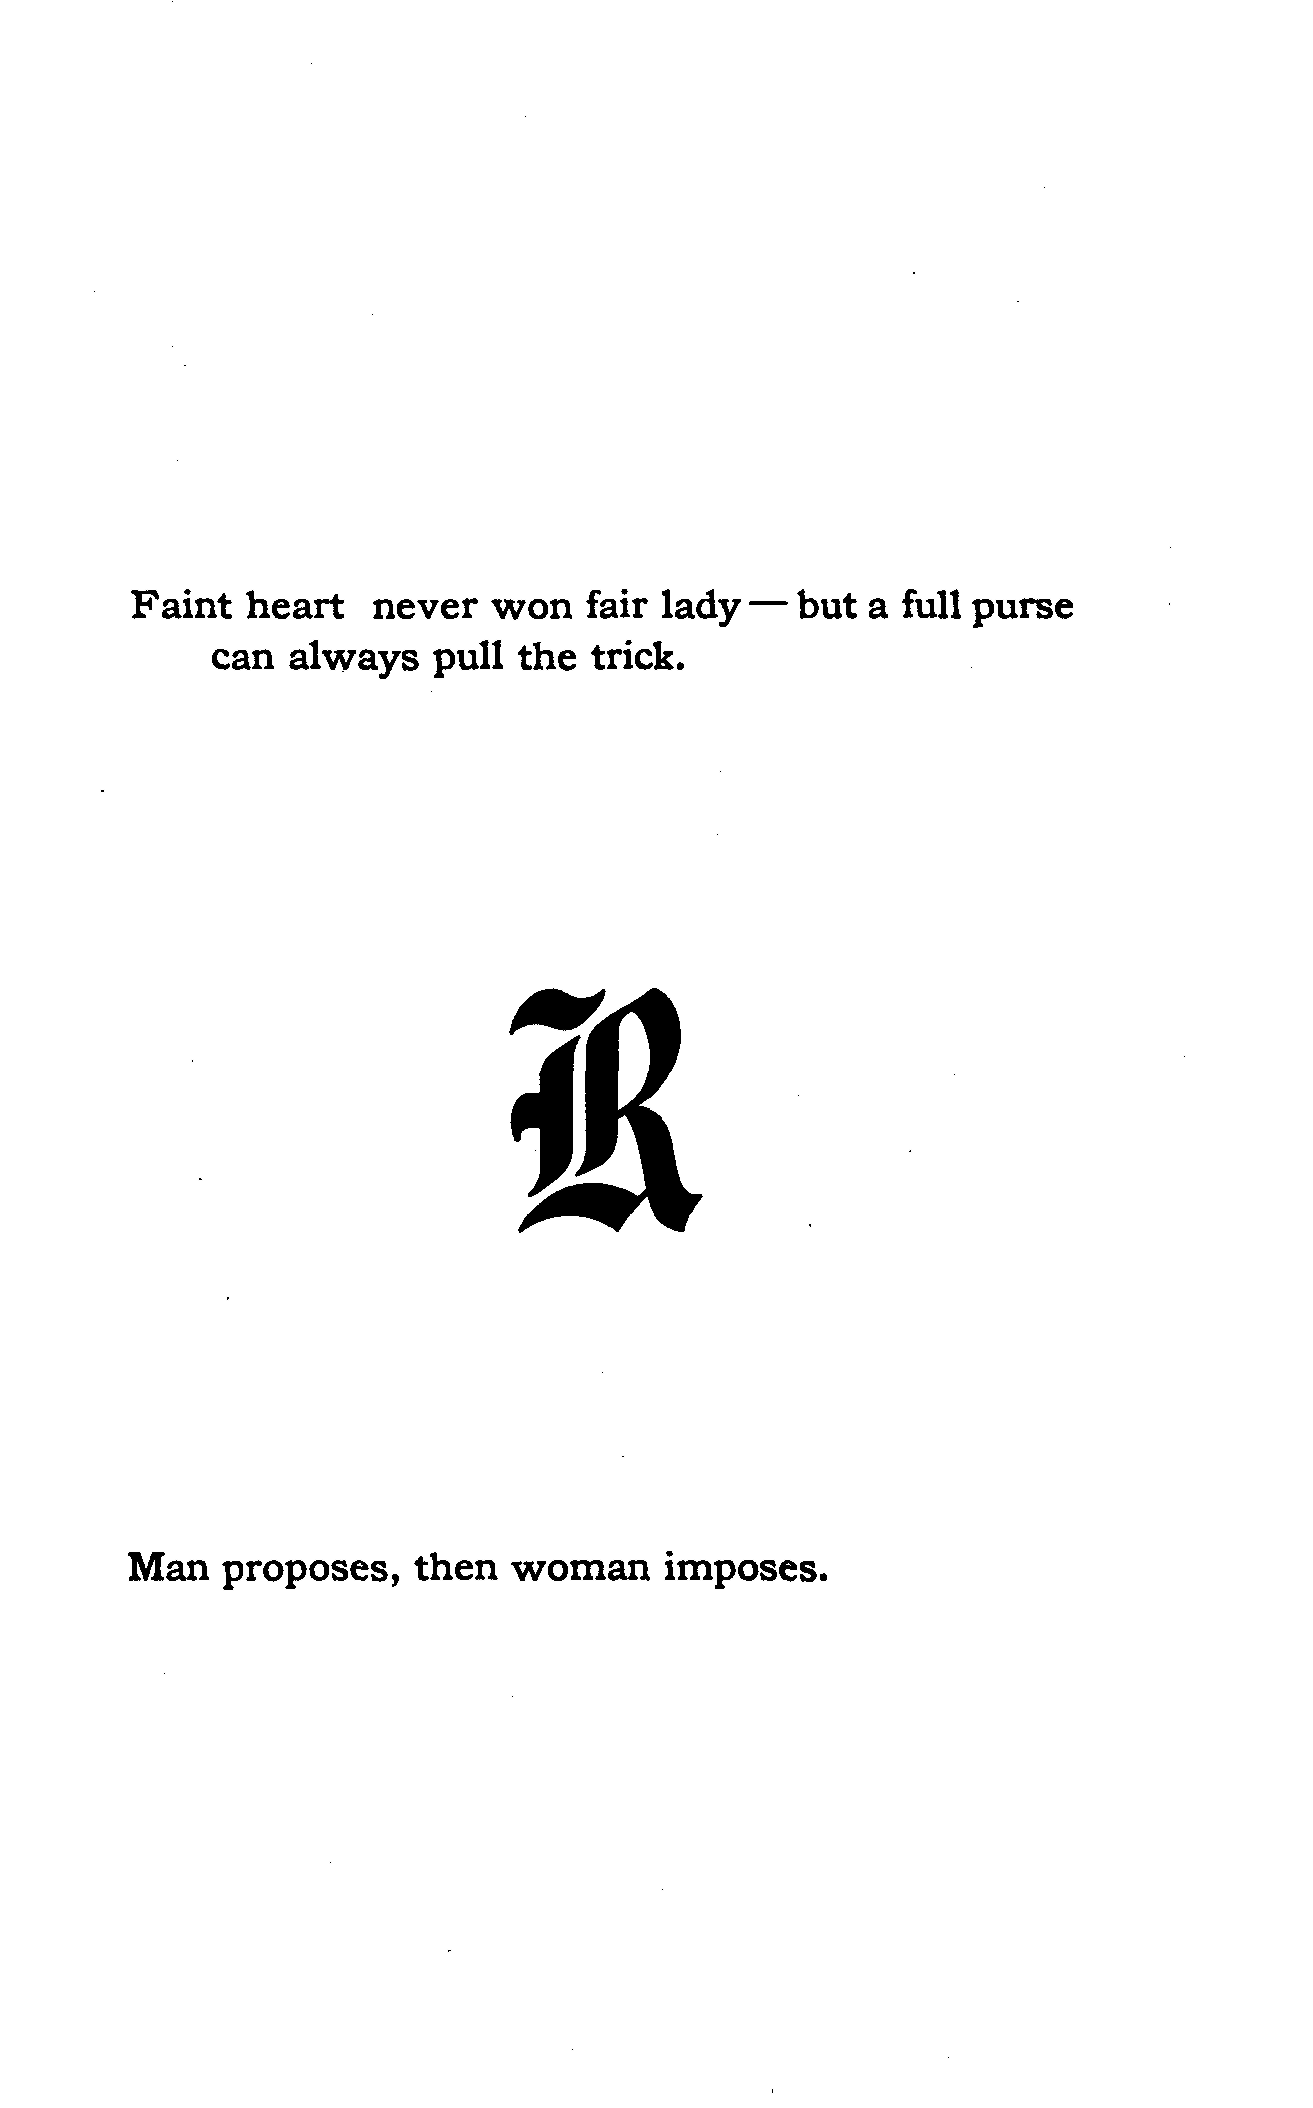 Faint heart never won fair lady — but a full purse
can always pull the trick.
R
Man proposes, then woman imposes.